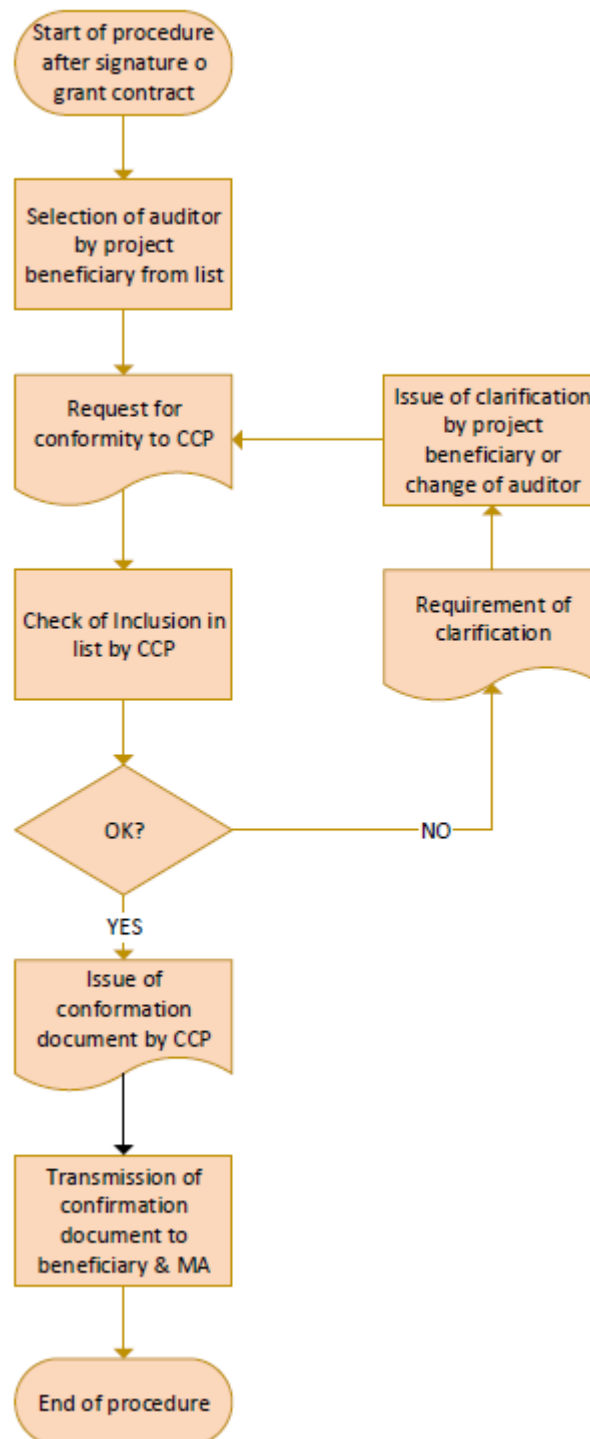 Start of procedure
after signature o
grant contract
Selection of auditor
by project
beneficiary from list
Request for
conformity to CCP
Issue of clarification
by project
beneficiary or
change of auditor
Check of Inclusion in
list by CCP
Requirement of
clarification
OK?
NO
YES
Issue of
conformation
document by CCP
Transmission of
confirmation
document to
beneficiary & MA
End of procedure